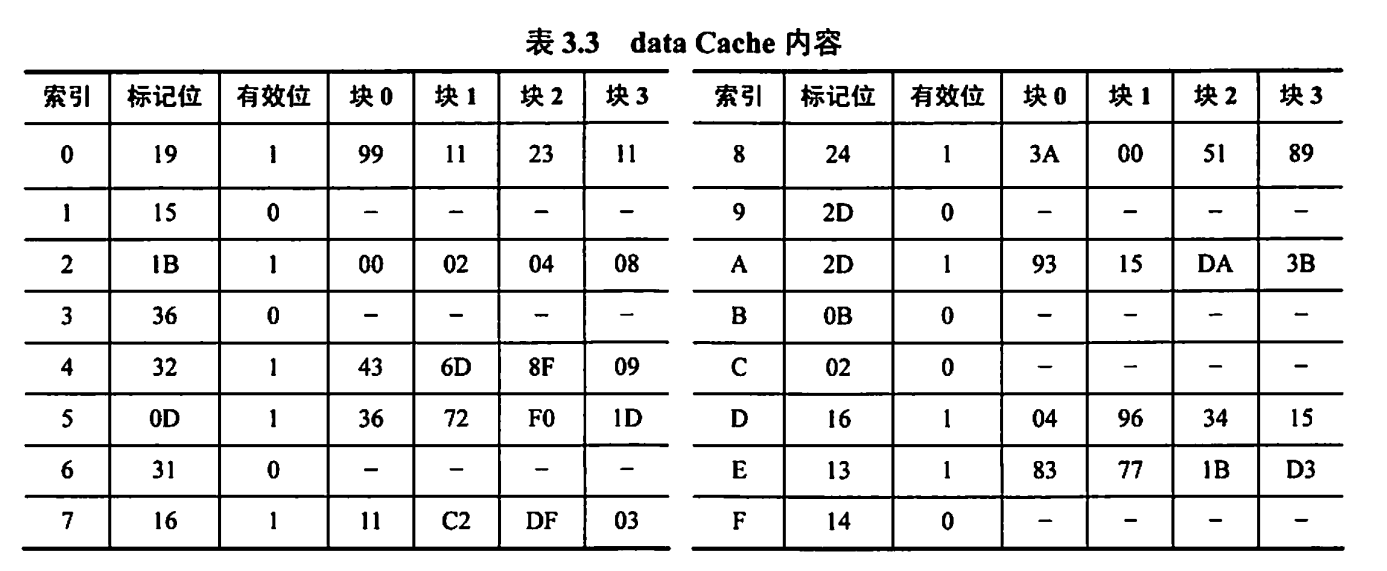 表 3.3 data Cache 内容
索引 标记位 有效位 块 0 块 1 块 2 块 3 索引 标记位 有效位 块 0 块 1 块 2 块 3
0 19 1 99 11 23 11 8 24 1 3A 00 51 89
1 15 0 – – – – 9 2D 0 – – – –
2 1B 1 00 02 04 08 A 2D 1 93 15 DA 3B
3 36 0 – – – – B 0B 0 – – – –
4 32 1 43 6D 8F 09 C 02 0 – – – –
5 0D 1 36 72 F0 1D D 16 1 04 96 34 15
6 31 0 – – – – E 13 1 83 77 1B D3
7 16 1 11 C2 DF 03 F 14 0 – – – –